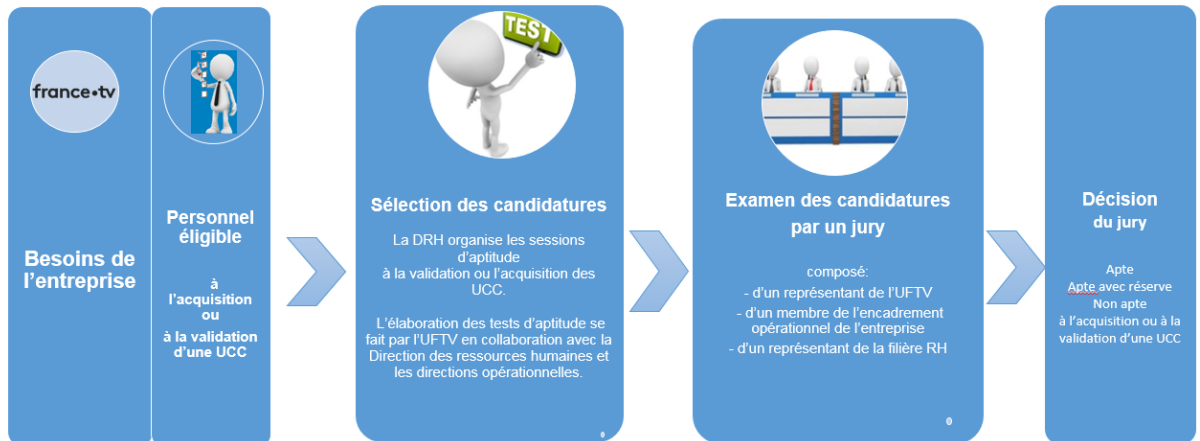 france•tv
Besoins de
l'entreprise
Personnel
éligible
à
l'acquisition
ou
à la validation
d'une UCC
TEST
Sélection des candidatures
La DRH organise les sessions
d'aptitude
à la validation ou l'acquisition des
UCC.
L'élaboration des tests d'aptitude se
fait par l'UFTV en collaboration avec la
Direction des ressources humaines et
les directions opérationnelles.
0
Examen des candidatures
par un jury
composé:
- d'un représentant de l'UFTV
- d'un membre de l'encadrement
opérationnel de l'entreprise
- d'un représentant de la filière RH
0
Décision
du jury
Apte
Apte avec réserve
Non apte
à l'acquisition ou à la
validation d'une UCC